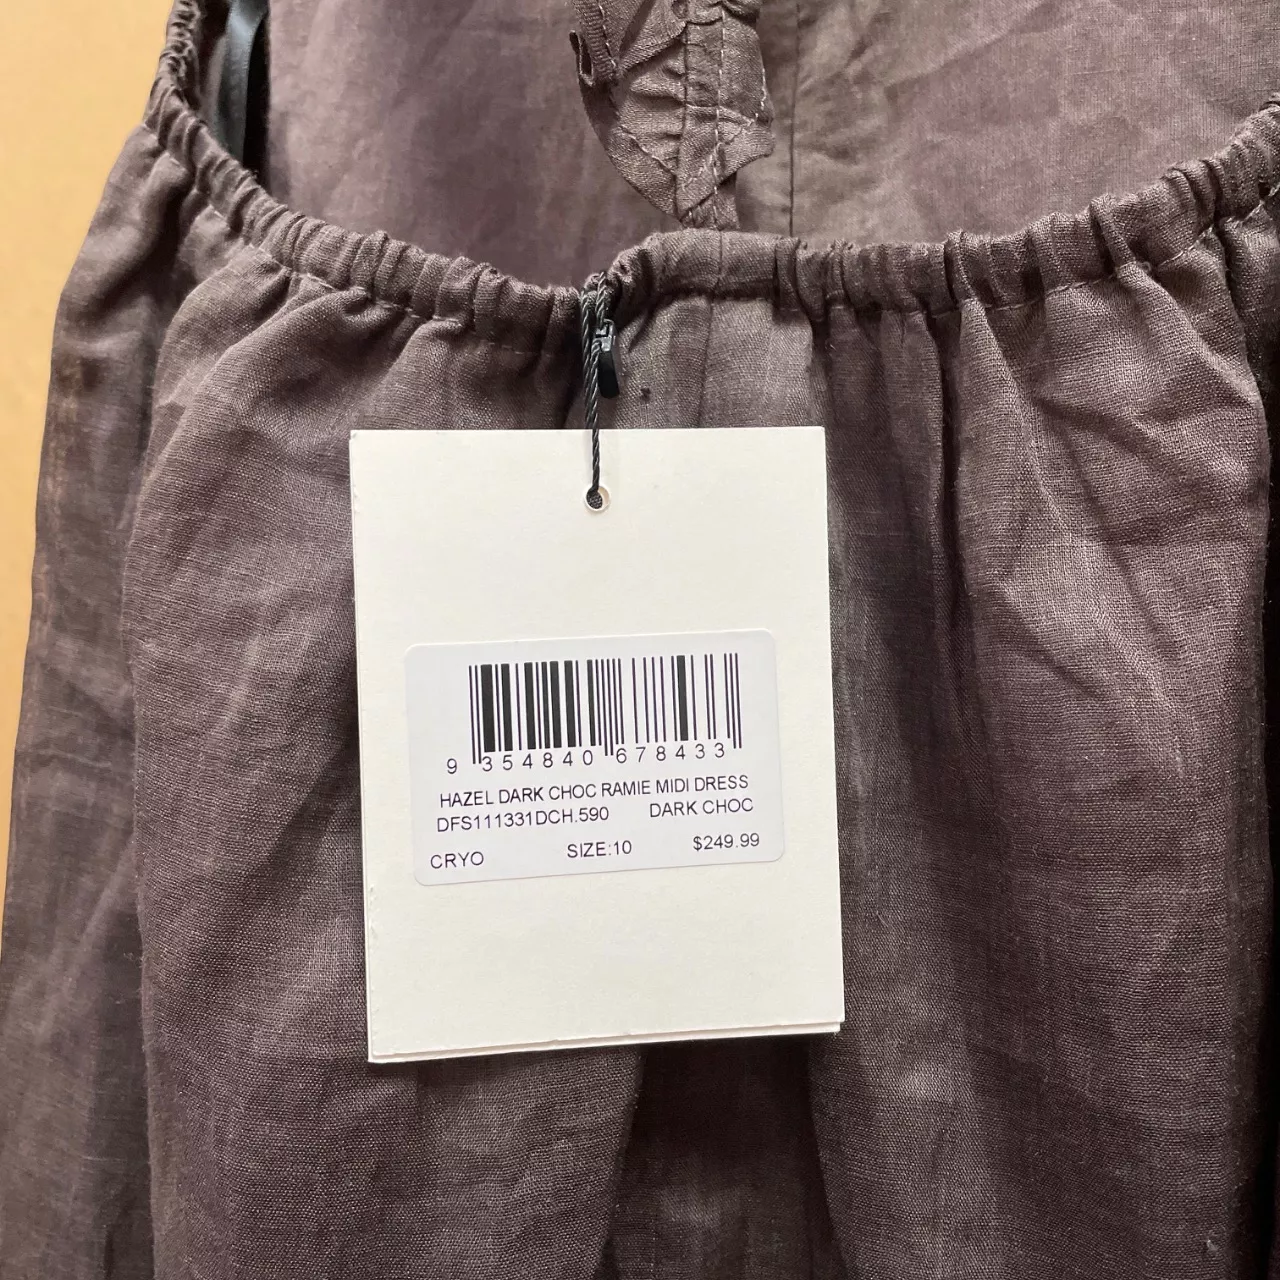 9 354840 678433
HAZEL DARK CHOC RAMIE MIDI DRESS
DFS111331DCH.590 DARK CHOC
CRYO SIZE:10 $249.99